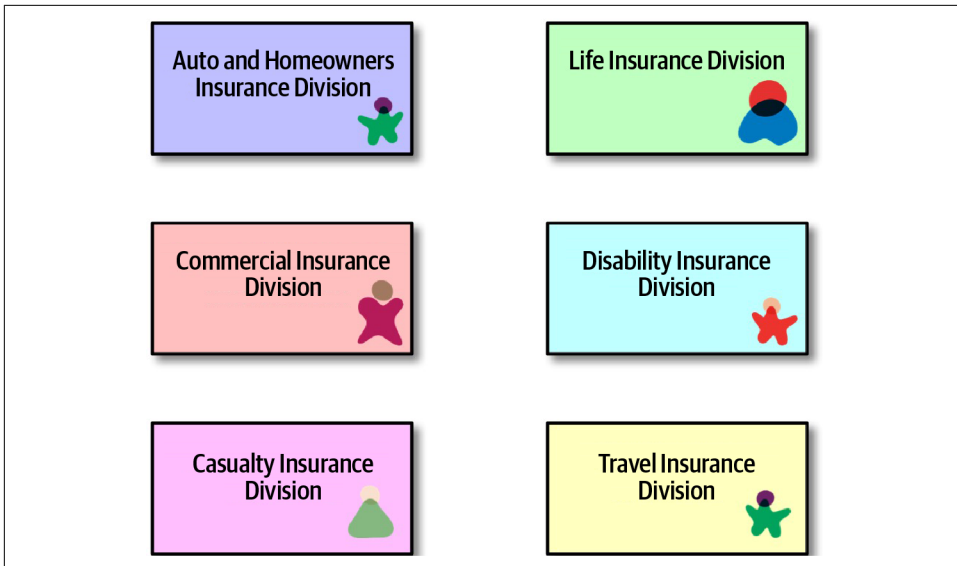 Auto and Homeowners
Insurance Division
Life Insurance Division
Commercial Insurance
Division
Disability Insurance
Division
Casualty Insurance
Division
Travel Insurance
Division